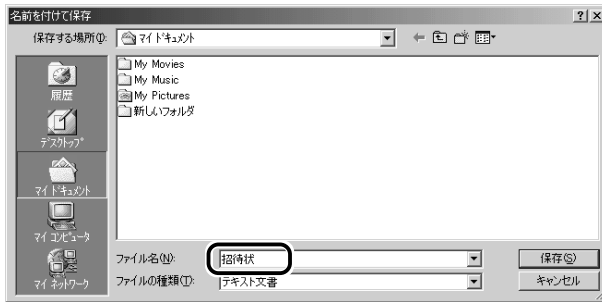 名前を付けて保存
保存する場所(I):
マイ ドキュメント
My Movies
My Music
My Pictures
新しいフォルダ
履歴
デスクトップ
マイ ドキュメント
マイ コンピュータ
マイ ネットワーク
ファイル名(N):
招待状
保存(S)
ファイルの種類(T):
テキスト文書
キャンセル